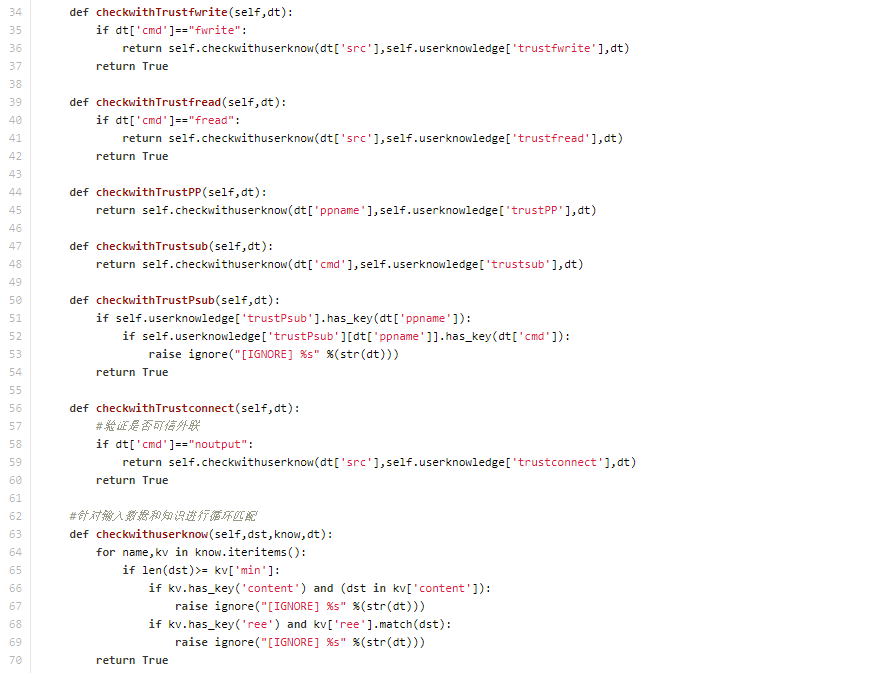 34 def checkwithTrustfwrite(self,dt):
35 if dt['cmd']=="fwrite":
36 return self.checkwithuserknow(dt['src'],self.userknowledge['trustfwrite'],dt)
37 return True
38
39 def checkwithTrustfread(self,dt):
40 if dt['cmd']=="fread":
41 return self.checkwithuserknow(dt['src'],self.userknowledge['trustfread'],dt)
42 return True
43
44 def checkwithTrustPP(self,dt):
45 return self.checkwithuserknow(dt['ppname'],self.userknowledge['trustPP'],dt)
46
47 def checkwithTrustsub(self,dt):
48 return self.checkwithuserknow(dt['cmd'],self.userknowledge['trustsub'],dt)
49
50 def checkwithTrustPsub(self,dt):
51 if self.userknowledge['trustPsub'].has_key(dt['ppname']):
52 if self.userknowledge['trustPsub'][dt['ppname']].has_key(dt['cmd']):
53 raise ignore("[IGNORE] %s" %(str(dt)))
54 return True
55
56 def checkwithTrustconnect(self,dt):
57 #验证是否可信外联
58 if dt['cmd']=="noutput":
59 return self.checkwithuserknow(dt['src'],self.userknowledge['trustconnect'],dt)
60 return True
61
62 #针对输入数据和知识进行循环匹配
63 def checkwithuserknow(self,dst,know,dt):
64 for name,kv in know.iteritems():
65 if len(dst)>= kv['min']:
66 if kv.has_key('content') and (dst in kv['content']):
67 raise ignore("[IGNORE] %s" %(str(dt)))
68 if kv.has_key('ree') and kv['ree'].match(dst):
69 raise ignore("[IGNORE] %s" %(str(dt)))
70 return True